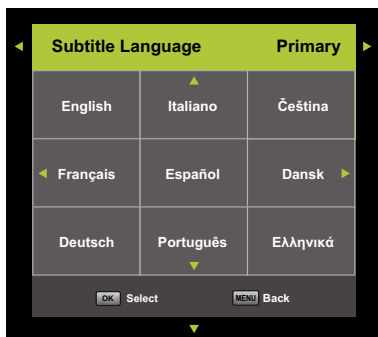 Subtitle Language Primary
English Italiano Čeština
Français Español Dansk
Deutsch Português Ελληνικά
OK Select MENU Back